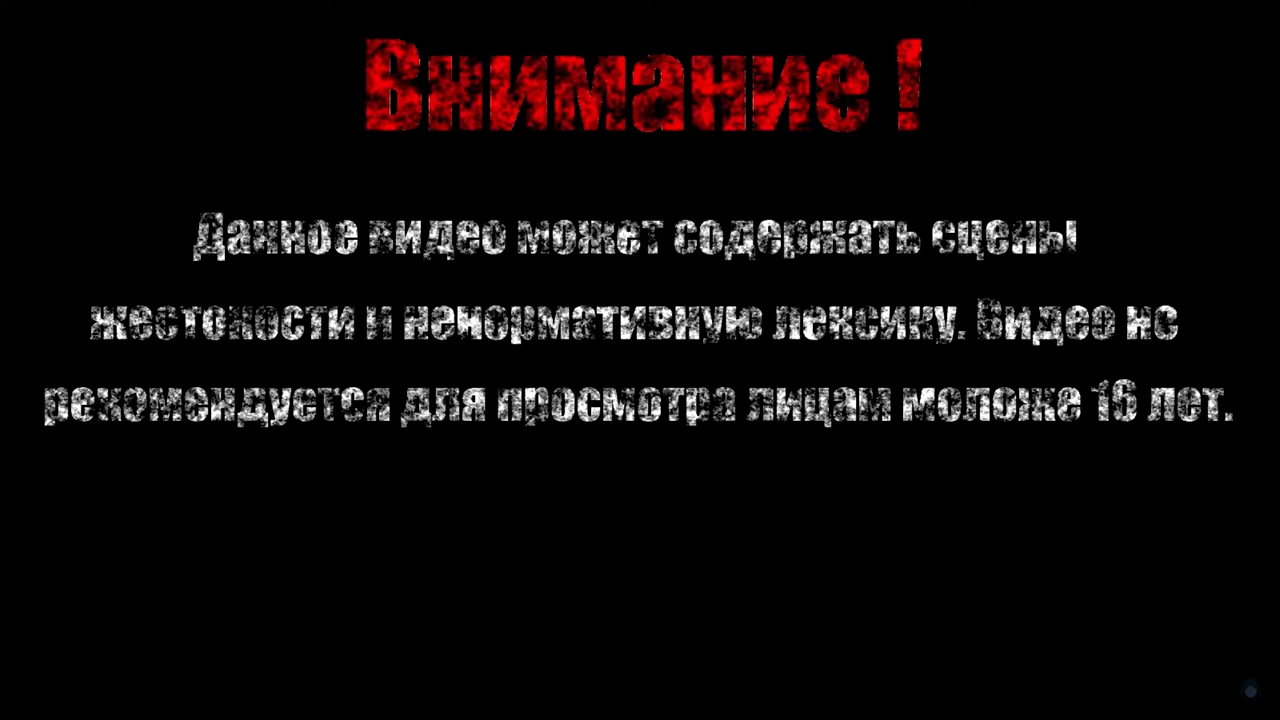 Внимание !
Данное видео может содержать сцены
жестокости и ненормативную лексику. Видео не
рекомендуется для просмотра лицам моложе 16 лет.